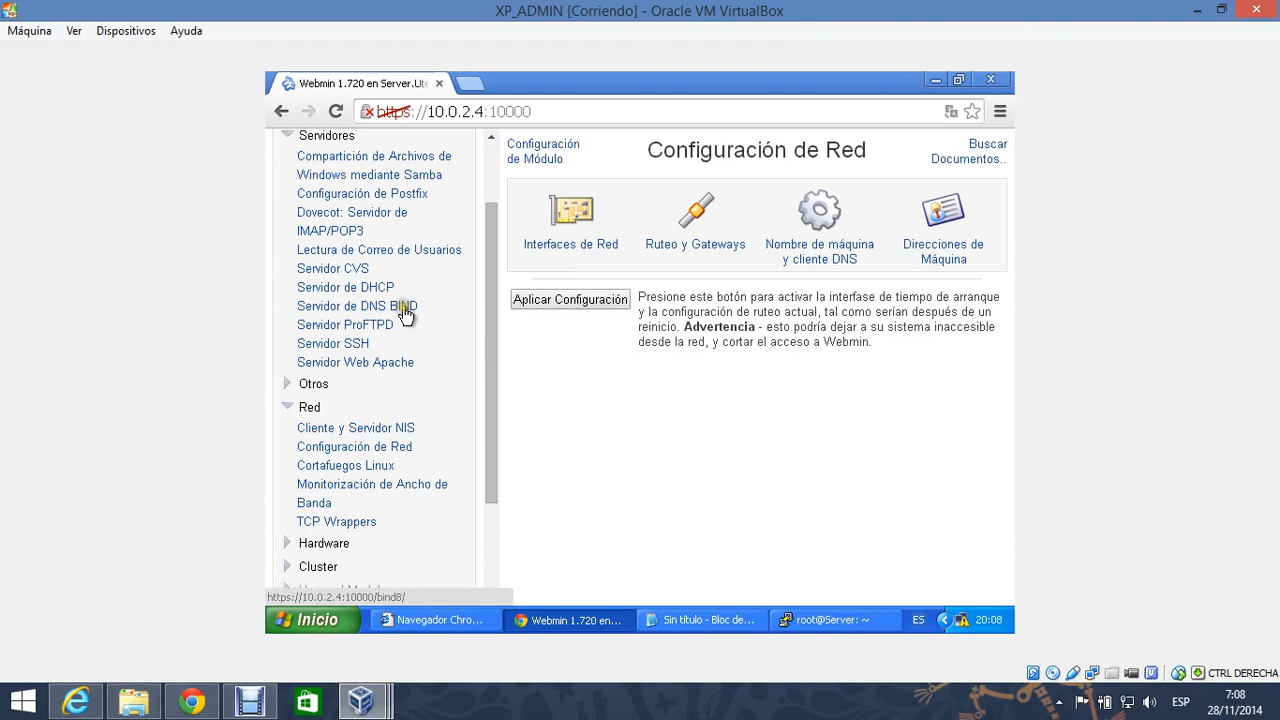 XP_ADMIN [Corriendo] - Oracle VM VirtualBox
Máquina Ver Dispositivos Ayuda
Webmin 1.720 en Server.Ute
https://10.0.2.4:10000
Servidores
Compartición de Archivos de
Windows mediante Samba
Configuración de Postfix
Dovecot: Servidor de
IMAP/POP3
Lectura de Correo de Usuarios
Servidor CVS
Servidor de DHCP
Servidor de DNS BIND
Servidor ProFTPD
Servidor SSH
Servidor Web Apache
Otros
Red
Cliente y Servidor NIS
Configuración de Red
Cortafuegos Linux
Monitorización de Ancho de
Banda
TCP Wrappers
Hardware
Cluster
https://10.0.2.4:10000/bind8/
Configuración
de Módulo
Configuración de Red
Buscar
Documentos..
Interfaces de Red
Ruteo y Gateways
Nombre de máquina
y cliente DNS
Direcciones de
Máquina
Aplicar Configuración
Presione este botón para activar la interfase de tiempo de arranque
y la configuración de ruteo actual, tal como serían después de un
reinicio. Advertencia - esto podría dejar a su sistema inaccesible
desde la red, y cortar el acceso a Webmin.
Inicio
Navegador Chro...
Webmin 1.720 en...
Sin título - Bloc de...
root@Server: ~
ES
20:08
CTRL DERECHA
ESP
7:08
28/11/2014